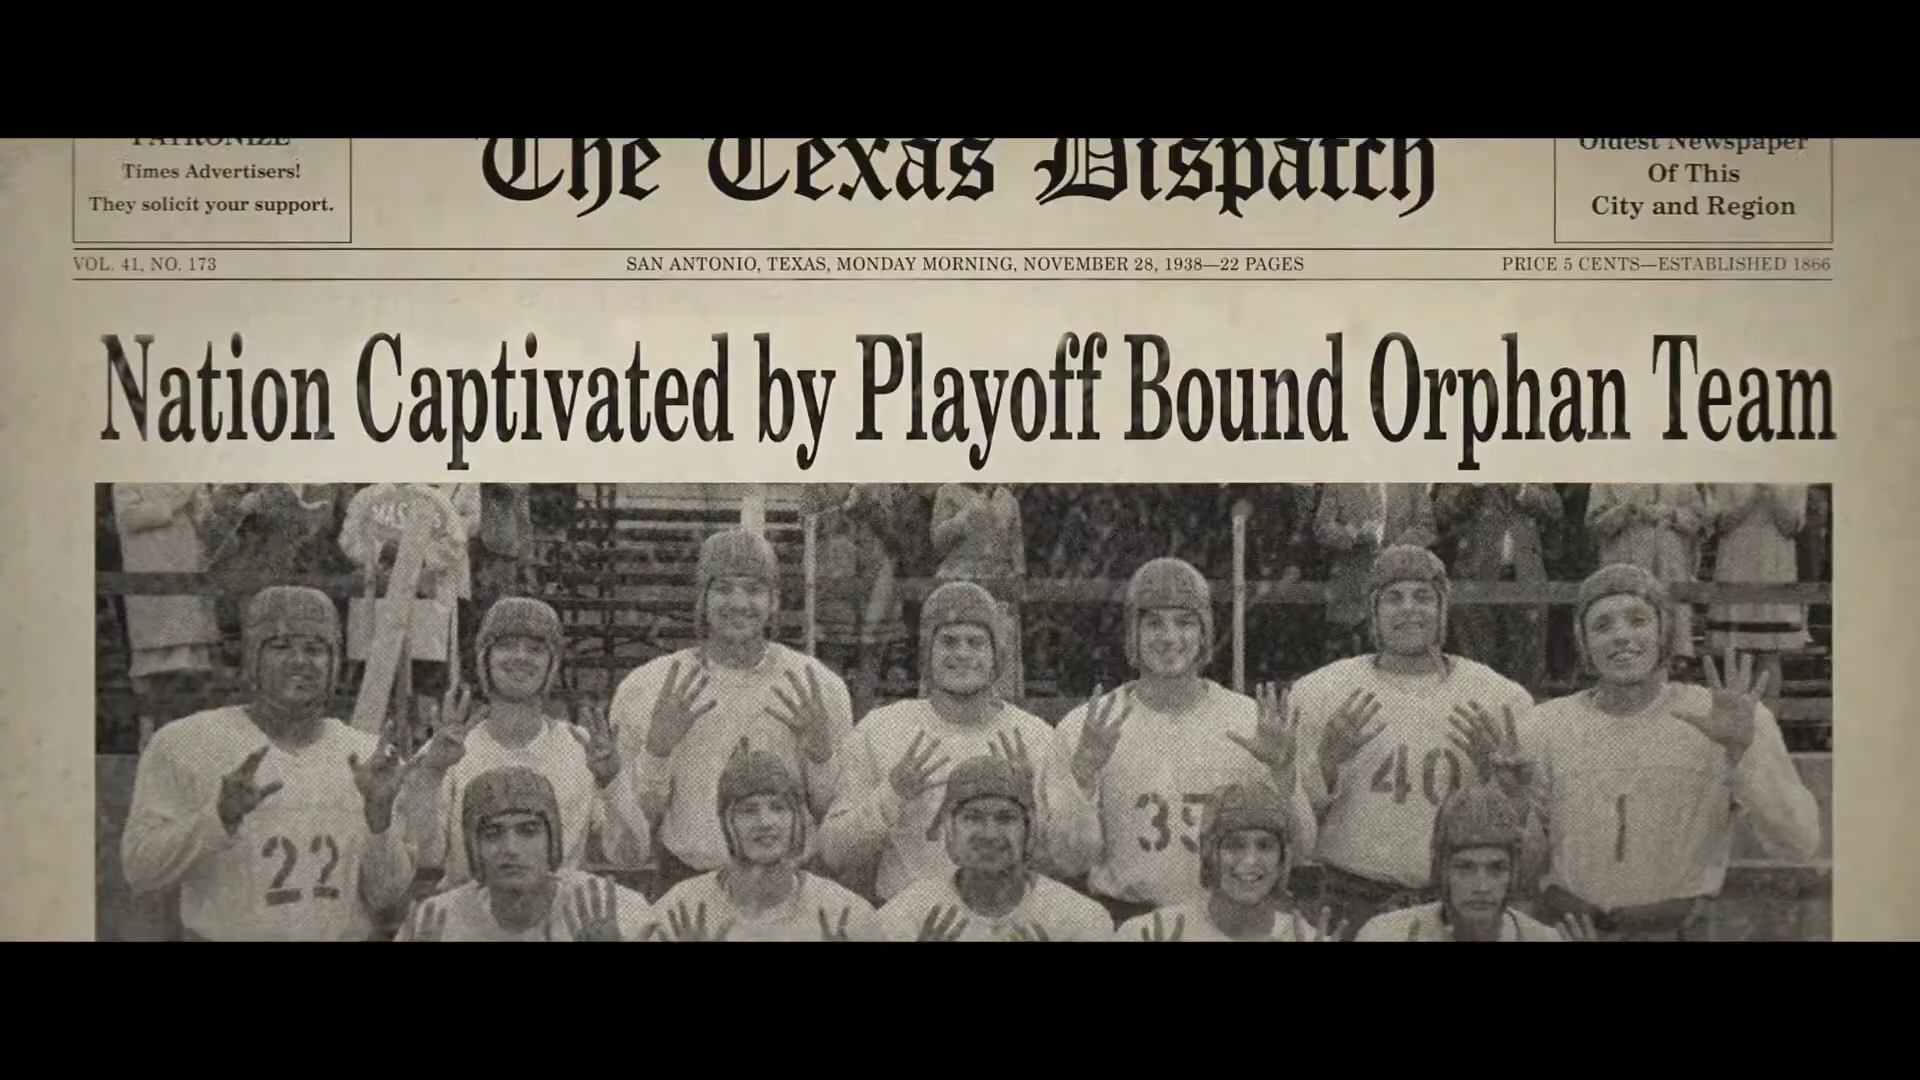 PATRONIZE
Times Advertisers!
They solicit your support.
The Texas Dispatch
Oldest Newspaper
Of This
City and Region
VOL. 41, NO. 173
SAN ANTONIO, TEXAS, MONDAY MORNING, NOVEMBER 28, 1938—22 PAGES
PRICE 5 CENTS—ESTABLISHED 1866
Nation Captivated by Playoff Bound Orphan Team
22
35
40
1